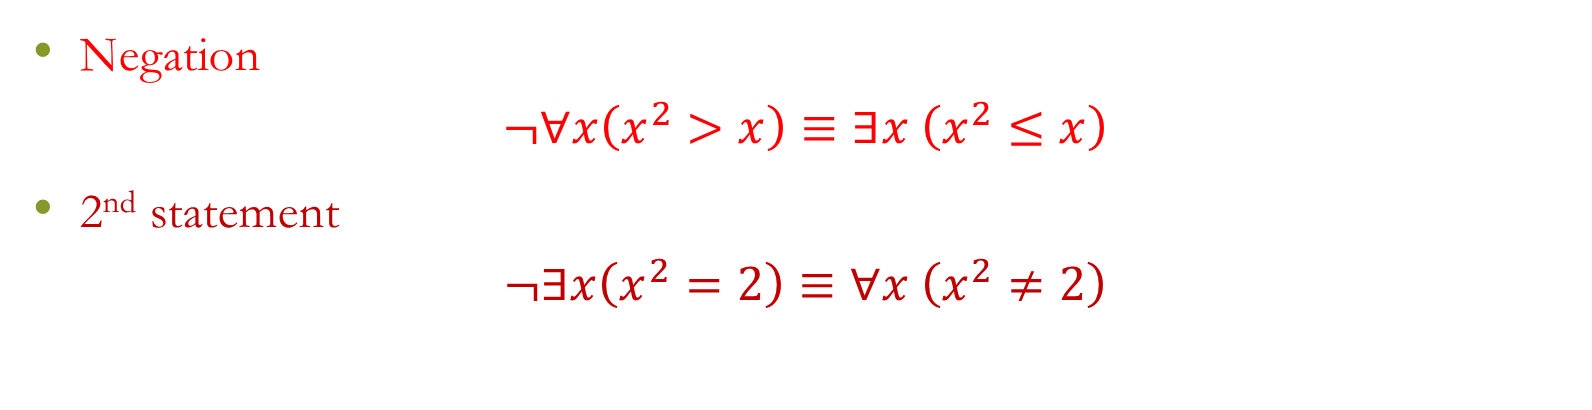 • Negation
¬∀x(x² > x) ≡ ∃x (x² ≤ x)
• 2ⁿᵈ statement
¬∃x(x² = 2) ≡ ∀x (x² ≠ 2)